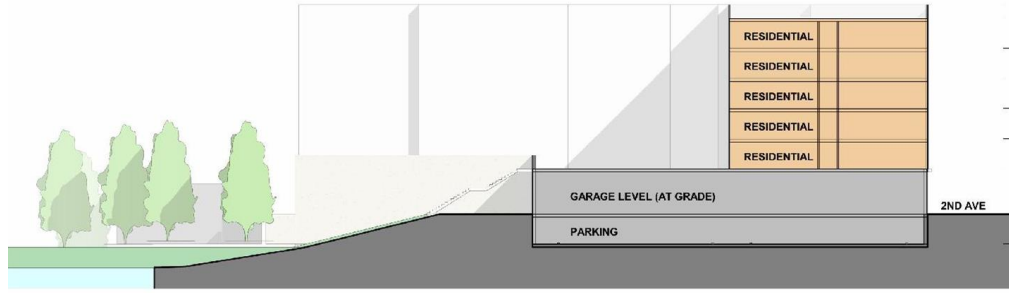 RESIDENTIAL
RESIDENTIAL
RESIDENTIAL
RESIDENTIAL
RESIDENTIAL
GARAGE LEVEL (AT GRADE)
2ND AVE
PARKING